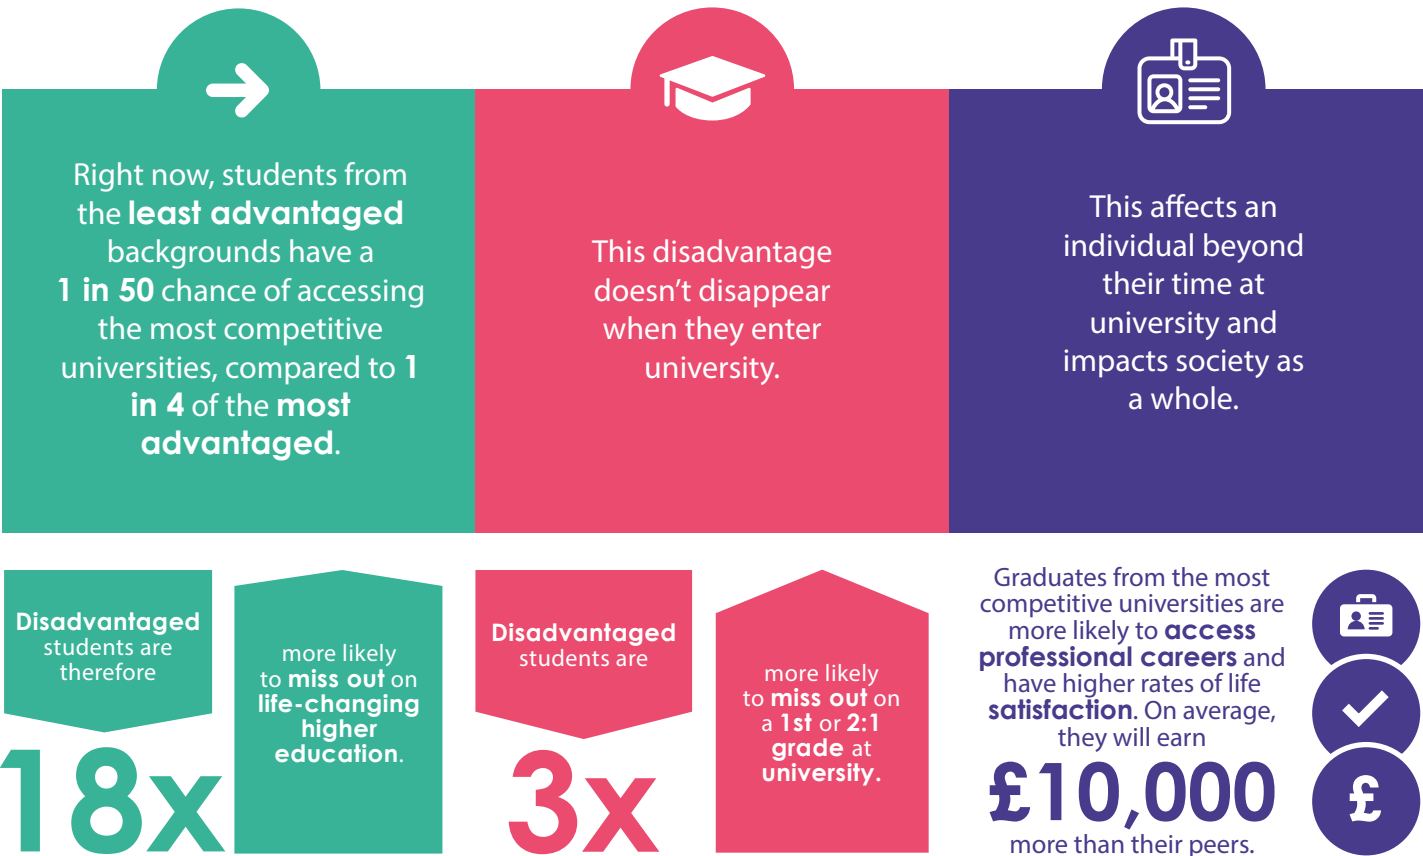 Right now, students from
the least advantaged
backgrounds have a
1 in 50 chance of accessing
the most competitive
universities, compared to 1
in 4 of the most
advantaged.
This disadvantage
doesn’t disappear
when they enter
university.
This affects an
individual beyond
their time at
university and
impacts society as
a whole.
Disadvantaged
students are
therefore
18x
more likely
to miss out on
life-changing
higher
education.
Disadvantaged
students are
3x
more likely
to miss out on
a 1st or 2:1
grade at
university.
Graduates from the most
competitive universities are
more likely to access
professional careers and
have higher rates of life
satisfaction. On average,
they will earn
£10,000
more than their peers.
£